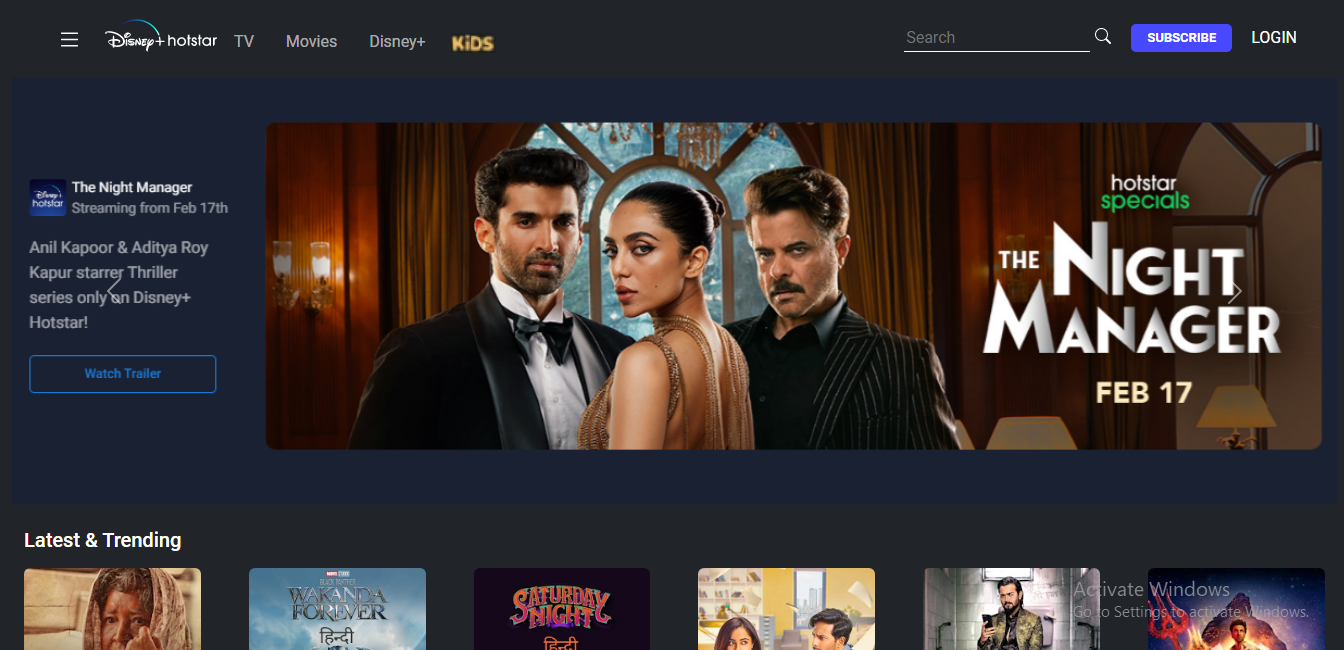 Disney+ hotstar
TV
Movies
Disney+
KiDS
Search
SUBSCRIBE
LOGIN
Disney+
hotstar
The Night Manager
Streaming from Feb 17th
Anil Kapoor & Aditya Roy
Kapur starrer Thriller
series only on Disney+
Hotstar!
Watch Trailer
hotstar
specials
THE NIGHT
MANAGER
FEB 17
Latest & Trending
MARVEL STUDIOS
BLACK PANTHER
WAKANDA
FOREVER
हिन्दी
SATURDAY
NIGHT
हिन्दी
Activate Windows
Go to Settings to activate Windows.